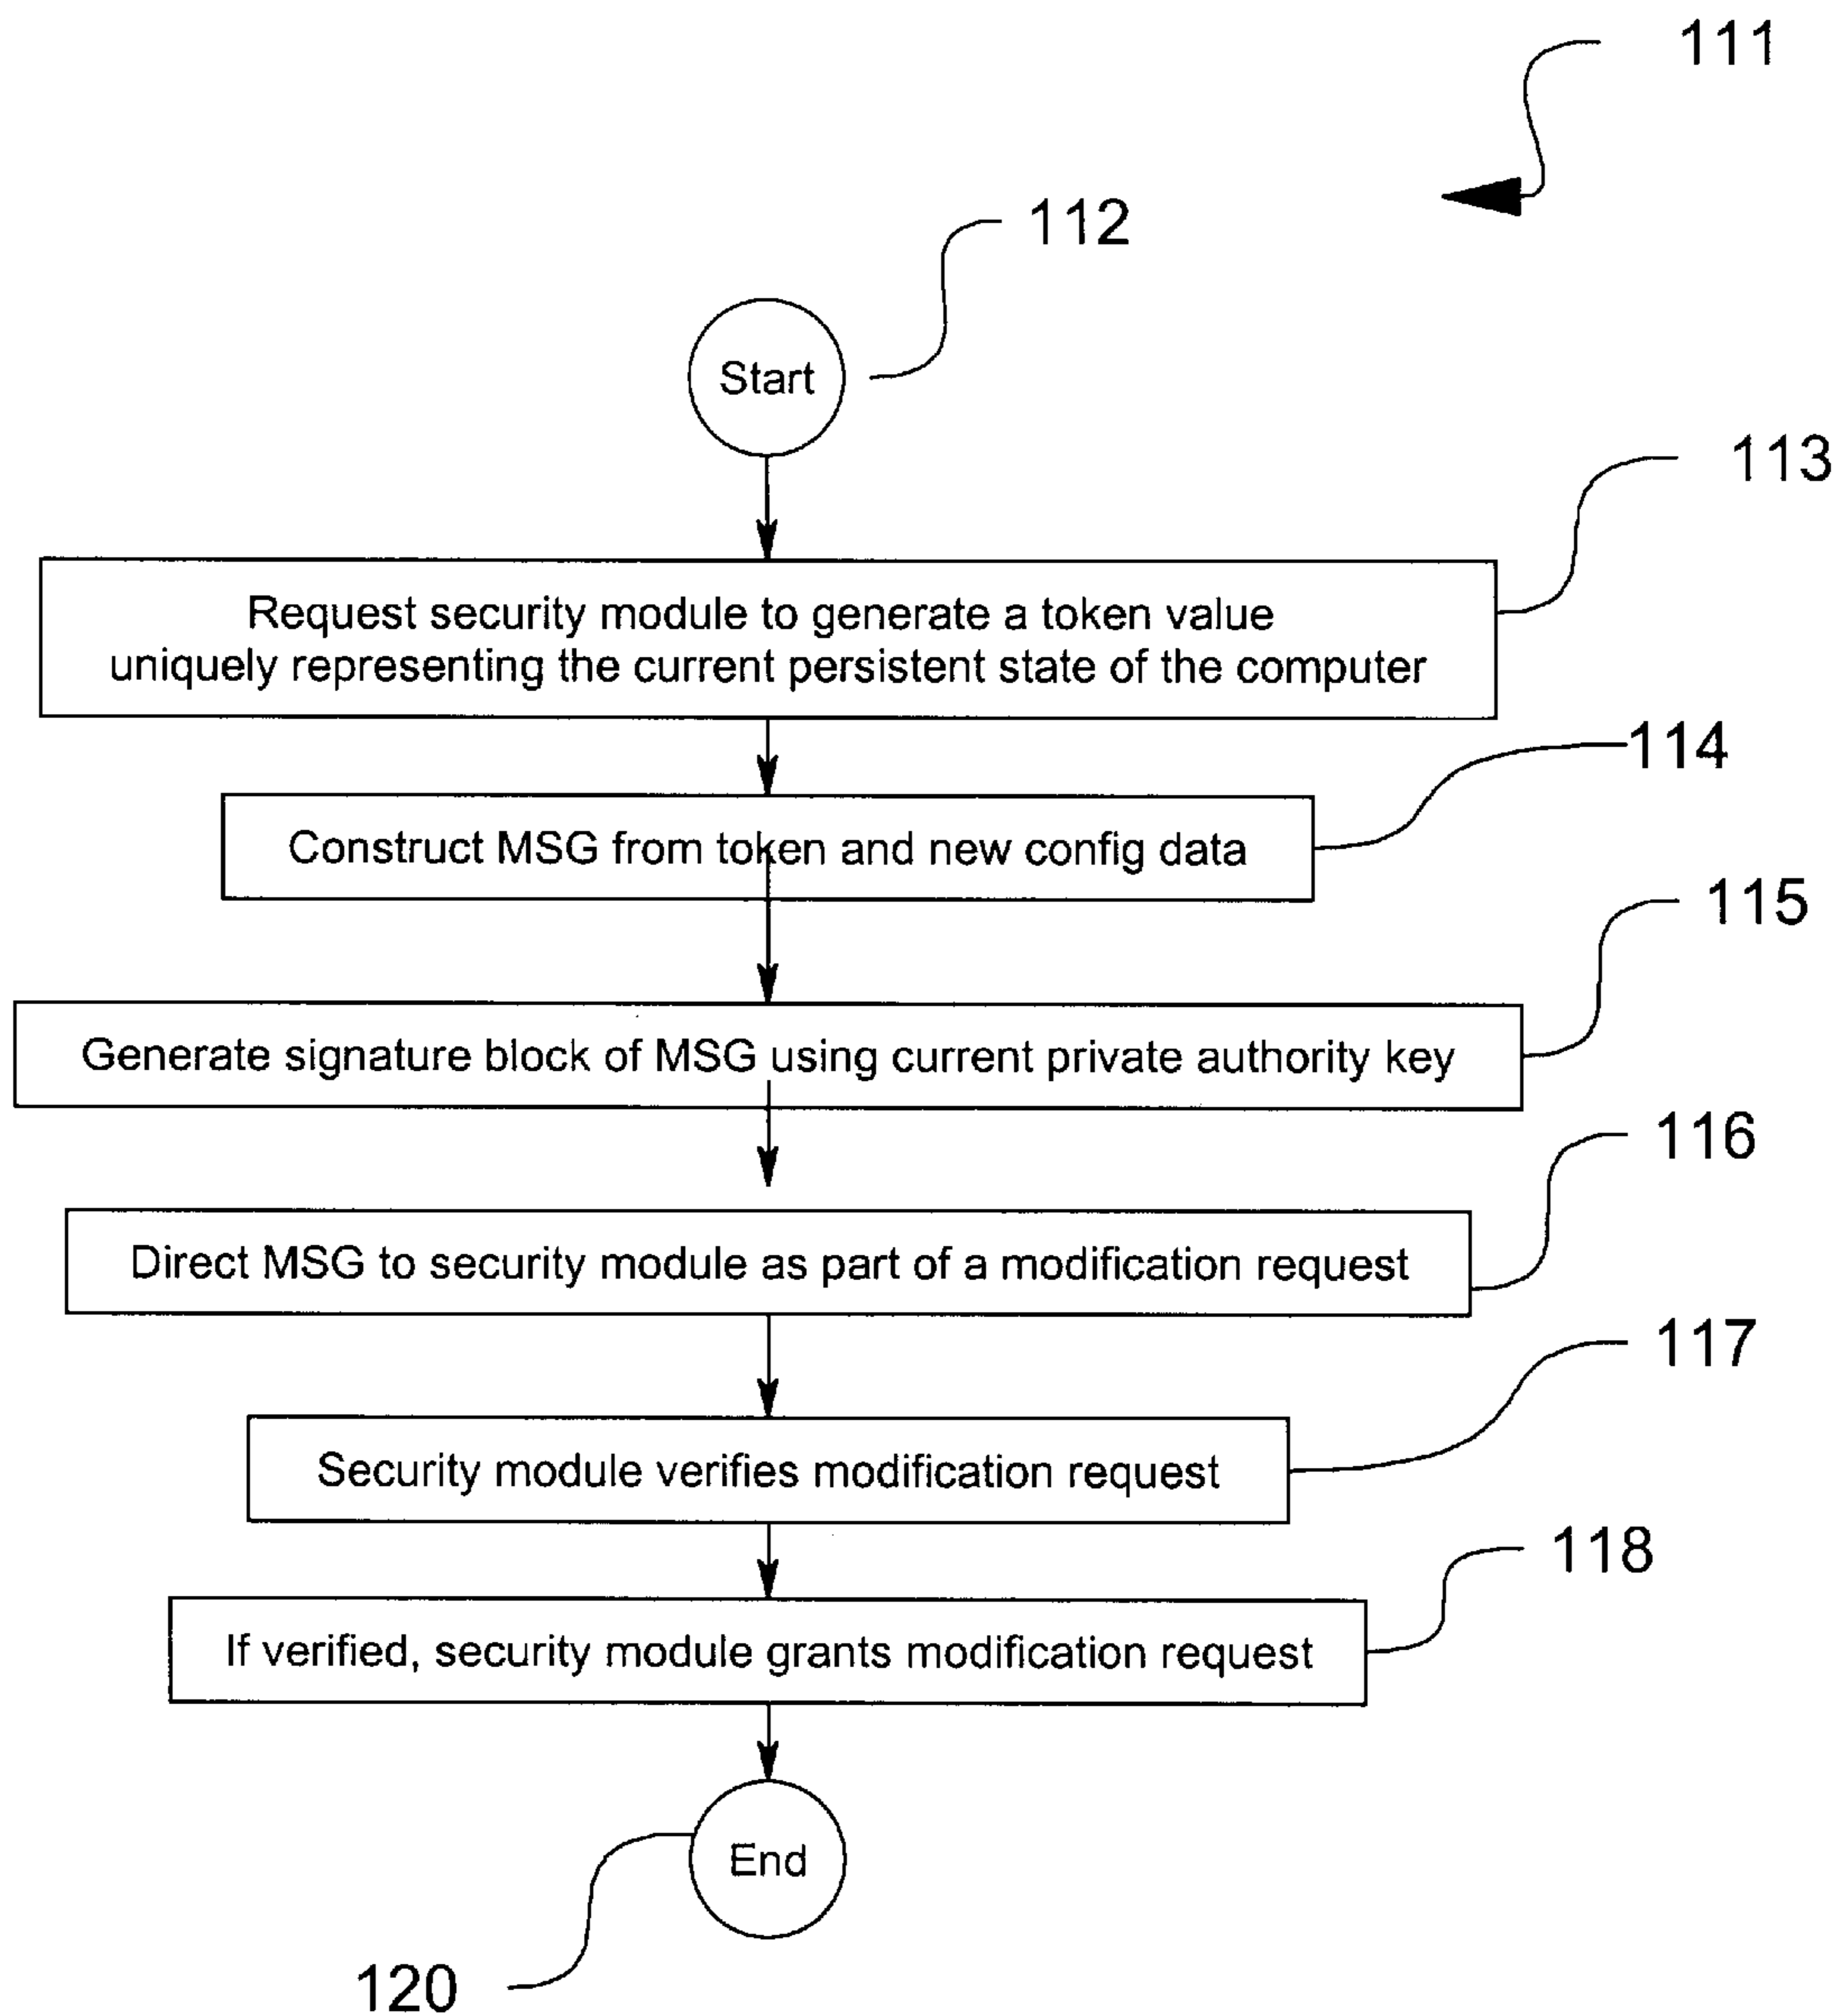 111
112
Start
113
Request security module to generate a token value
uniquely representing the current persistent state of the computer
114
Construct MSG from token and new config data
115
Generate signature block of MSG using current private authority key
116
Direct MSG to security module as part of a modification request
117
Security module verifies modification request
118
If verified, security module grants modification request
End
120